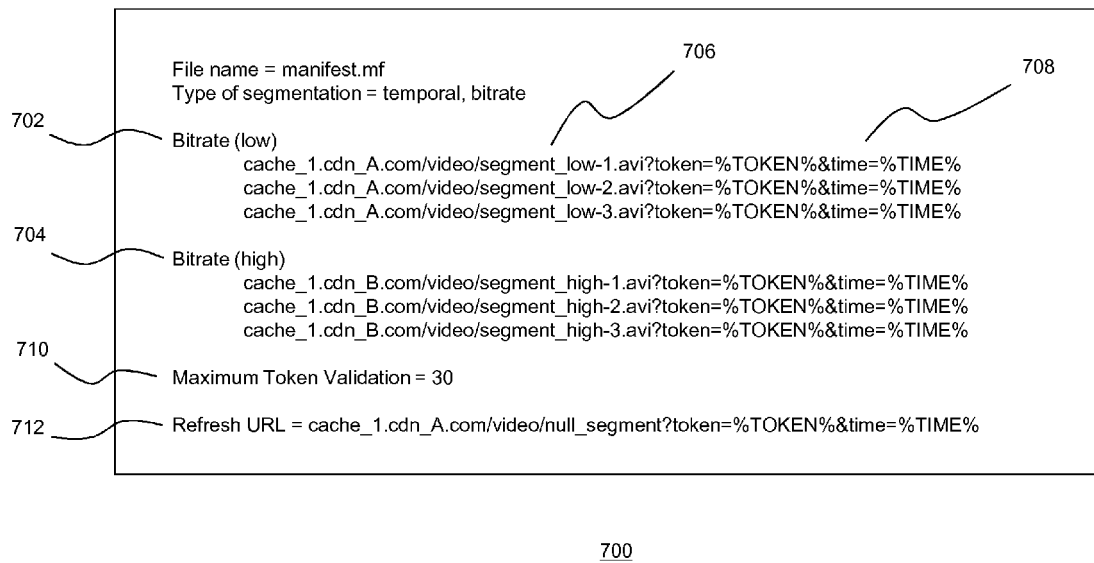 706
708
File name = manifest.mf
Type of segmentation = temporal, bitrate
702
Bitrate (low)
cache_1.cdn_A.com/video/segment_low-1.avi?token=%TOKEN%&time=%TIME%
cache_1.cdn_A.com/video/segment_low-2.avi?token=%TOKEN%&time=%TIME%
cache_1.cdn_A.com/video/segment_low-3.avi?token=%TOKEN%&time=%TIME%
704
Bitrate (high)
cache_1.cdn_B.com/video/segment_high-1.avi?token=%TOKEN%&time=%TIME%
cache_1.cdn_B.com/video/segment_high-2.avi?token=%TOKEN%&time=%TIME%
cache_1.cdn_B.com/video/segment_high-3.avi?token=%TOKEN%&time=%TIME%
710
Maximum Token Validation = 30
712
Refresh URL = cache_1.cdn_A.com/video/null_segment?token=%TOKEN%&time=%TIME%
700